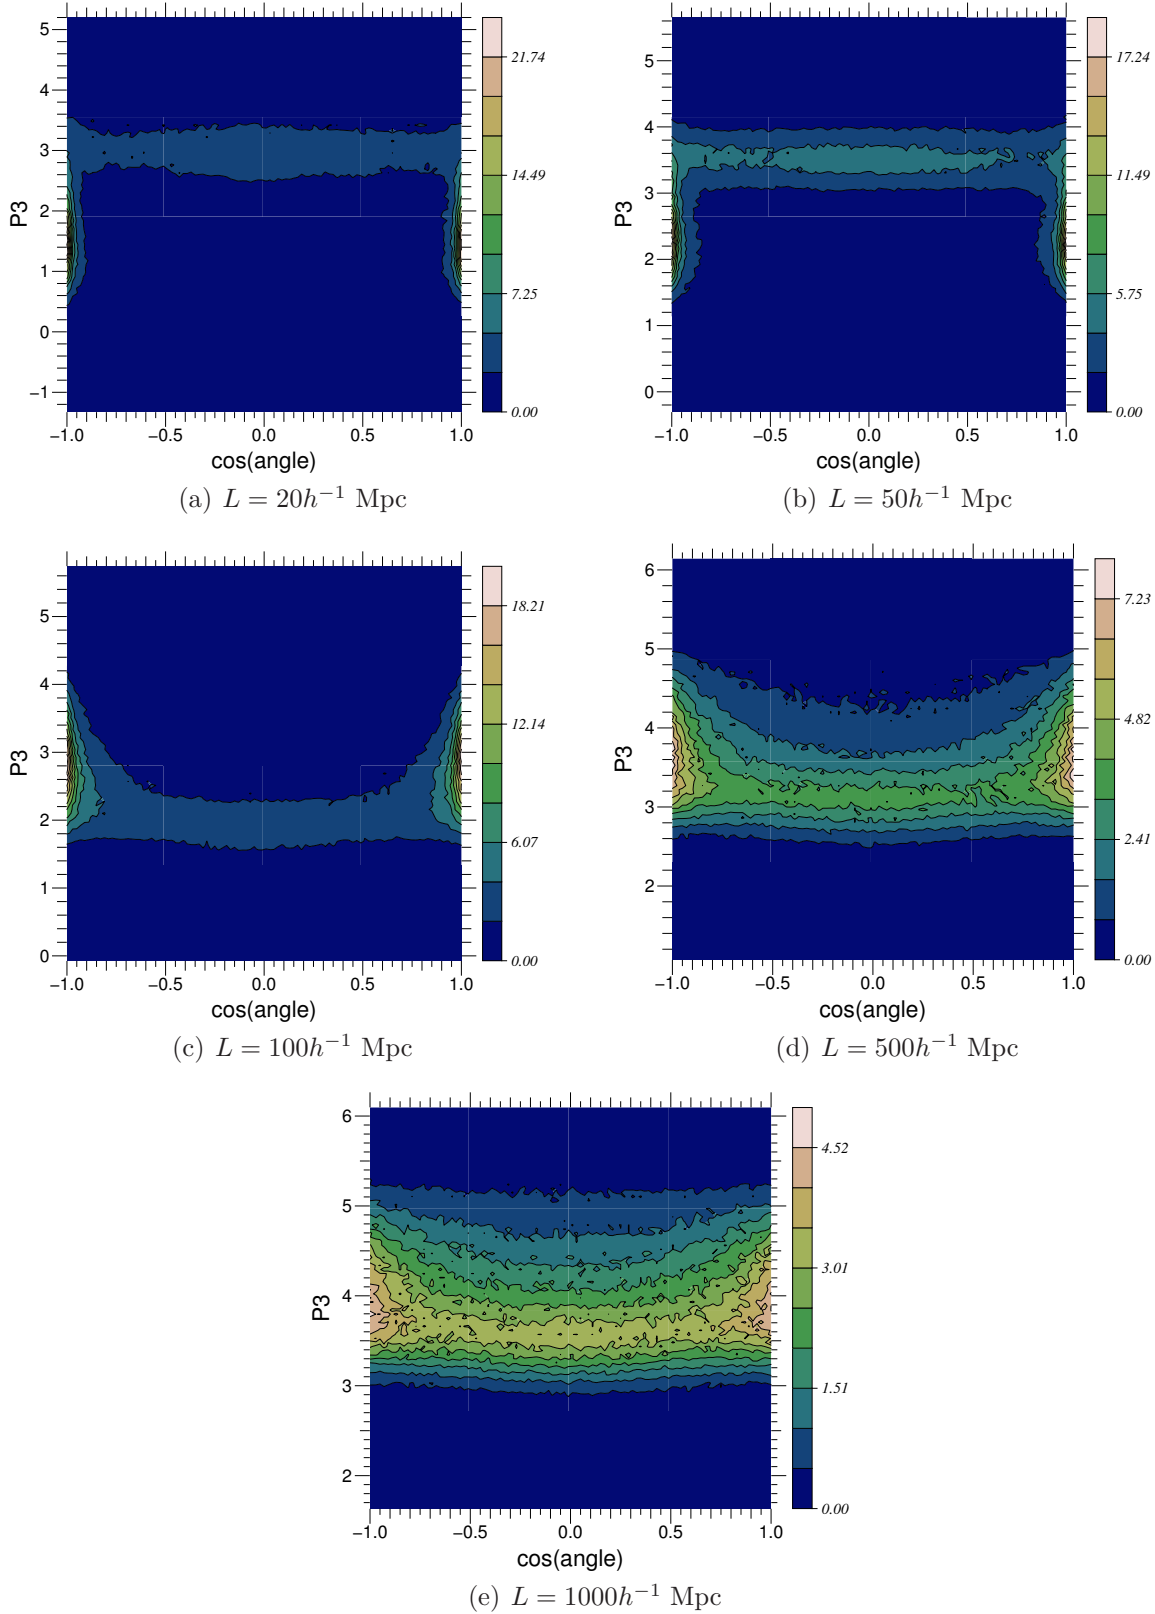 5
4
3
2
1
0
−1
P3
−1.0 −0.5 0.0 0.5 1.0
cos(angle)
21.74
14.49
7.25
0.00
(a) L = 20h−1 Mpc
5
4
3
2
1
0
P3
−1.0 −0.5 0.0 0.5 1.0
cos(angle)
17.24
11.49
5.75
0.00
(b) L = 50h−1 Mpc
5
4
3
2
1
0
P3
−1.0 −0.5 0.0 0.5 1.0
cos(angle)
18.21
12.14
6.07
0.00
(c) L = 100h−1 Mpc
6
5
4
3
2
P3
−1.0 −0.5 0.0 0.5 1.0
cos(angle)
7.23
4.82
2.41
0.00
(d) L = 500h−1 Mpc
6
5
4
3
2
P3
−1.0 −0.5 0.0 0.5 1.0
cos(angle)
4.52
3.01
1.51
0.00
(e) L = 1000h−1 Mpc